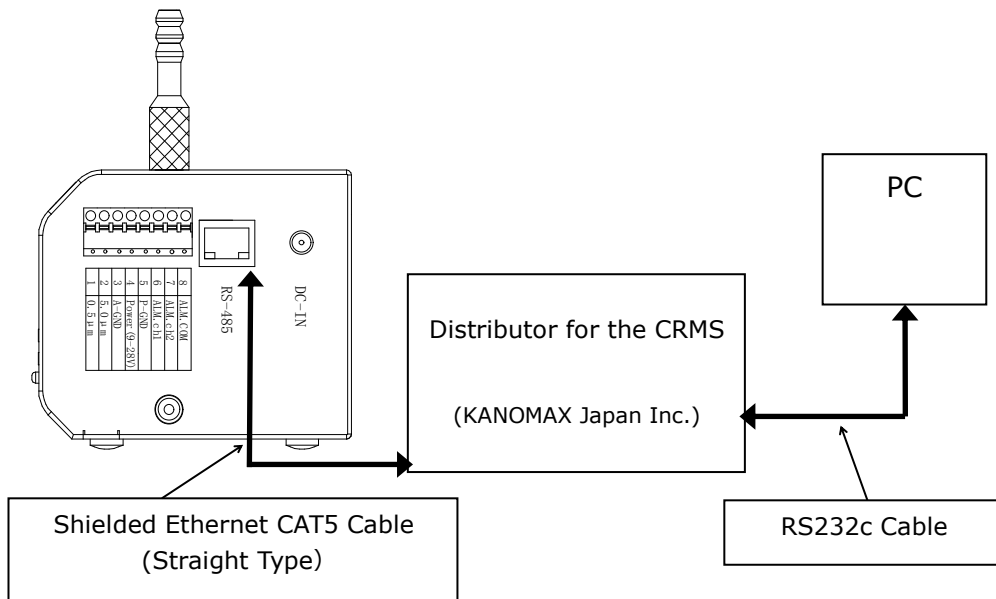 8 ALM.COM
7 ALM.ch2
6 ALM.ch1
5 P-GND
4 Power(9-28V)
3 A-GND
2 5.0μm
1 0.5μm
RS-485
DC-IN
PC
Distributor for the CRMS
(KANOMAX Japan Inc.)
Shielded Ethernet CAT5 Cable
(Straight Type)
RS232c Cable